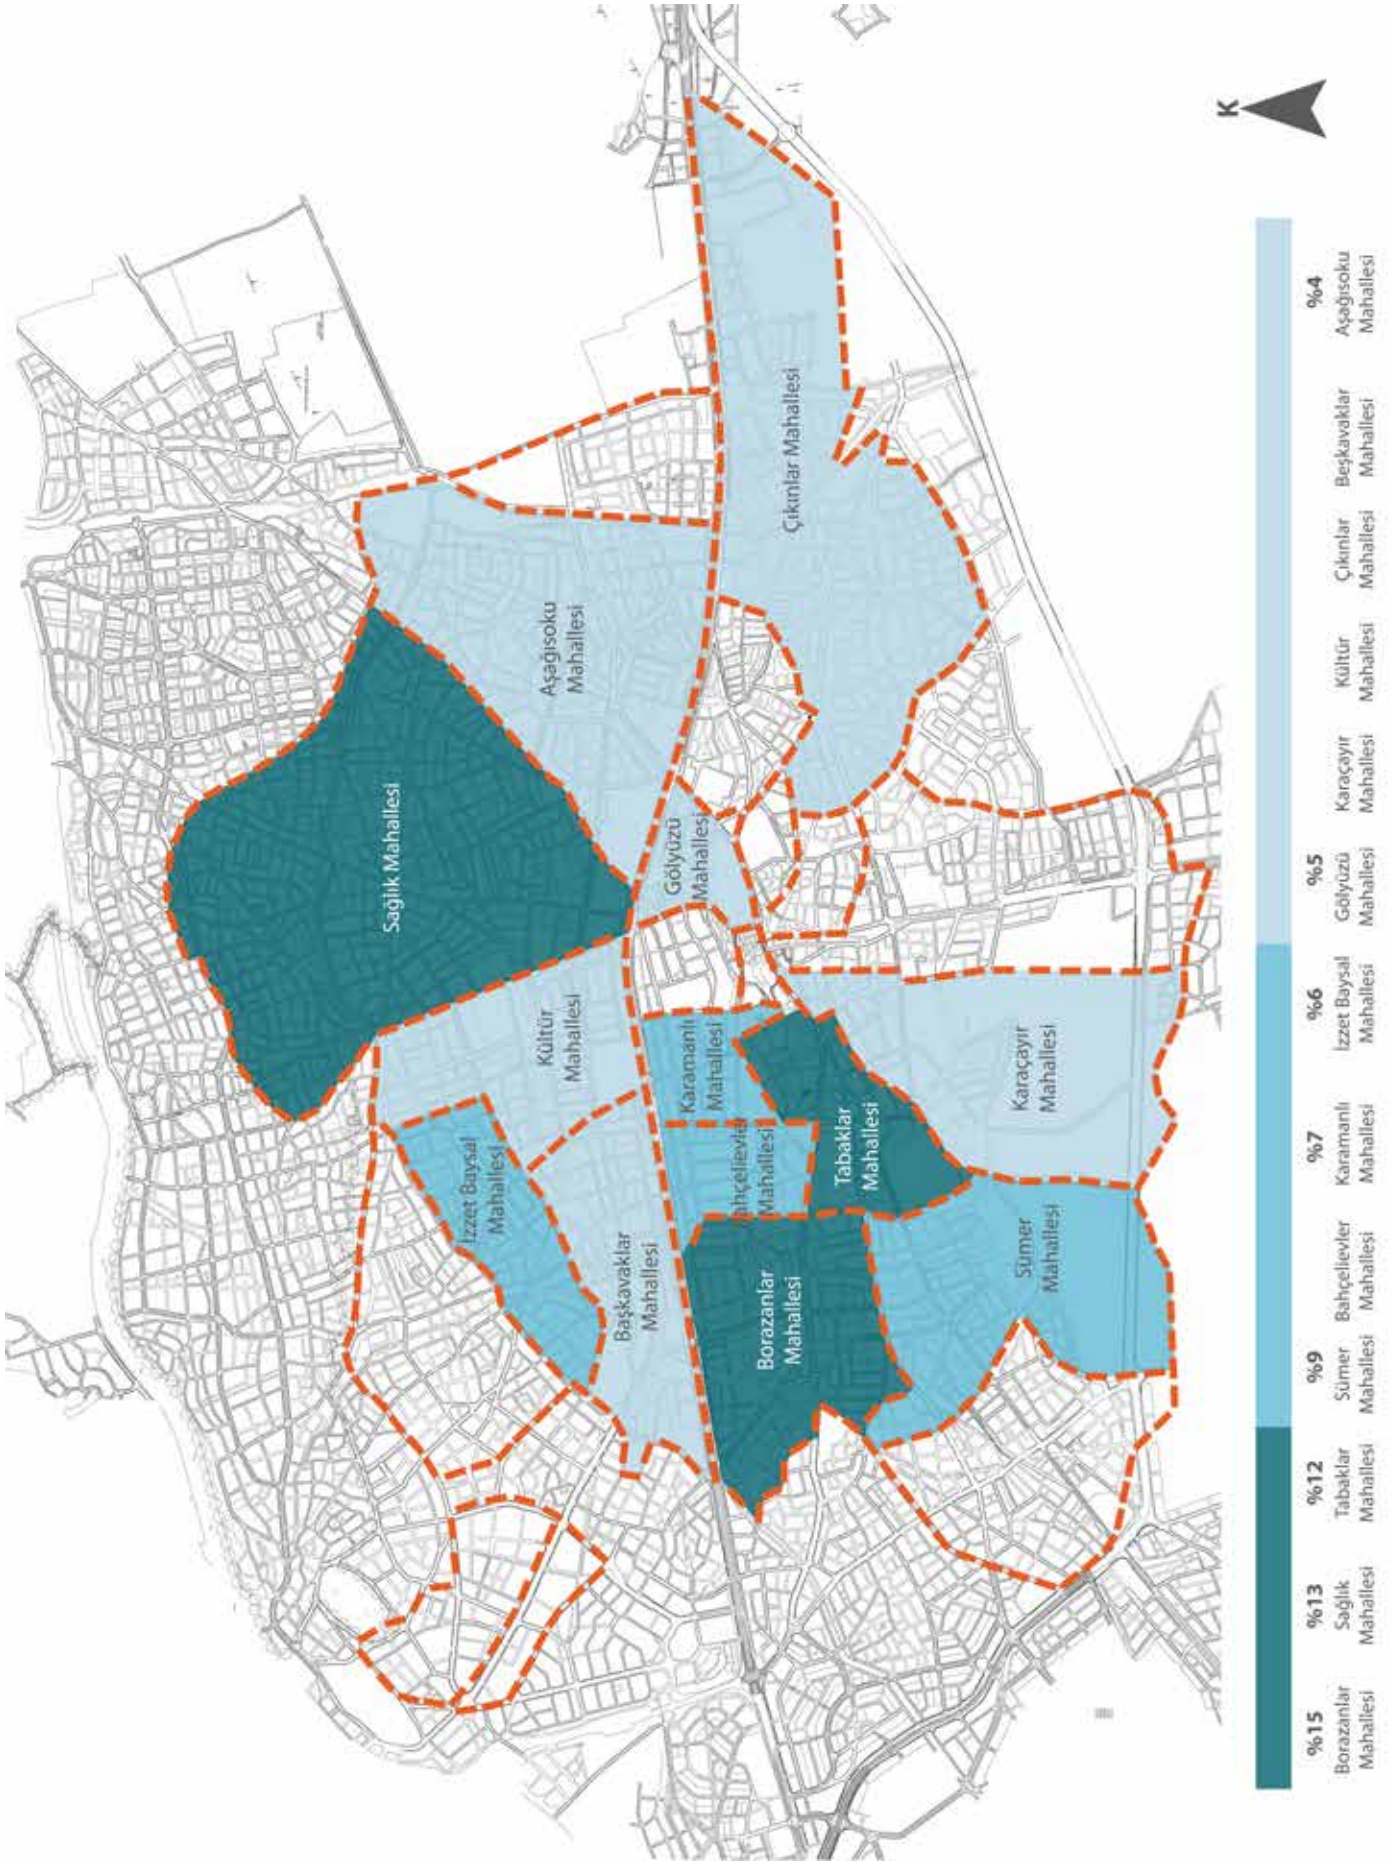 Sağlık Mahallesi
İzzet Baysal
Mahallesi
Kültür
Mahallesi
Aşağısoku
Mahallesi
Başkavaklar
Mahallesi
Gölyüzü
Mahallesi
Karamanlı
Mahallesi
ahçelievler
Mahallesi
Borazanlar
Mahallesi
Çıkınlar Mahallesi
Tabaklar
Mahallesi
Sümer
Mahallesi
Karaçayır
Mahallesi
K
%15
Borazanlar
Mahallesi
%13
Sağlık
Mahallesi
%12
Tabaklar
Mahallesi
%9
Sümer
Mahallesi
Bahçelievler
Mahallesi
%7
Karamanlı
Mahallesi
%6
İzzet Baysal
Mahallesi
%5
Gölyüzü
Mahallesi
Karaçayır
Mahallesi
Kültür
Mahallesi
Çıkınlar
Mahallesi
Beşkavaklar
Mahallesi
%4
Aşağısoku
Mahallesi